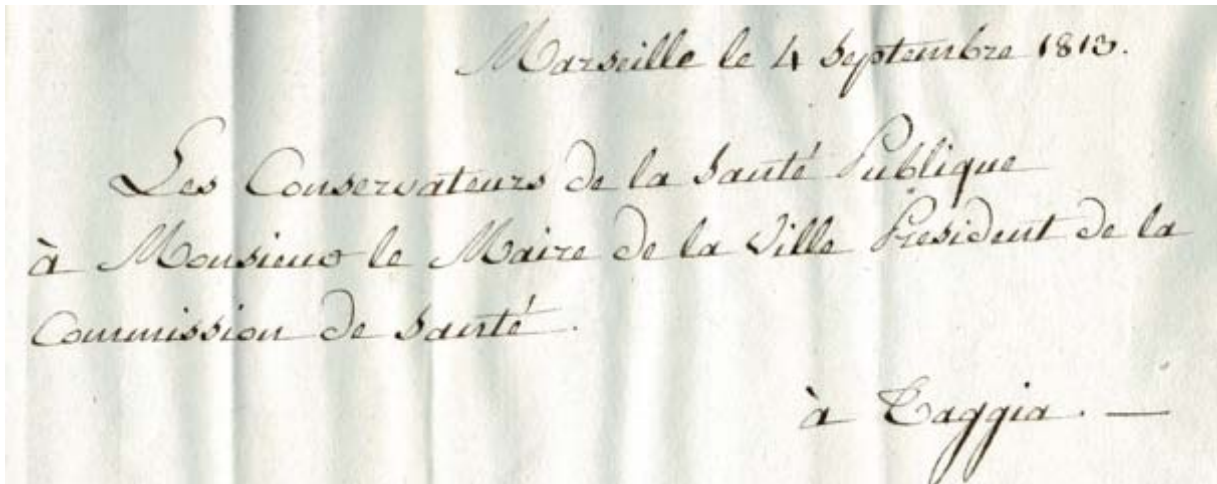 Marseille le 4 Septembre 1813.
Les Conservateurs de la Santé Publique
à Monsieur le Maire de la Ville Président de la
Commission de Santé.
à Taggia. —